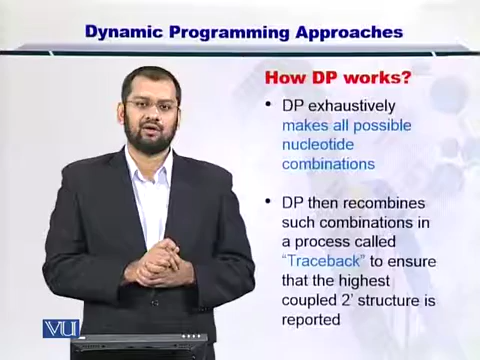 Dynamic Programming Approaches
How DP works?
• DP exhaustively
makes all possible
nucleotide
combinations
• DP then recombines
such combinations in
a process called
“Traceback” to ensure
that the highest
coupled 2’ structure is
reported
VU